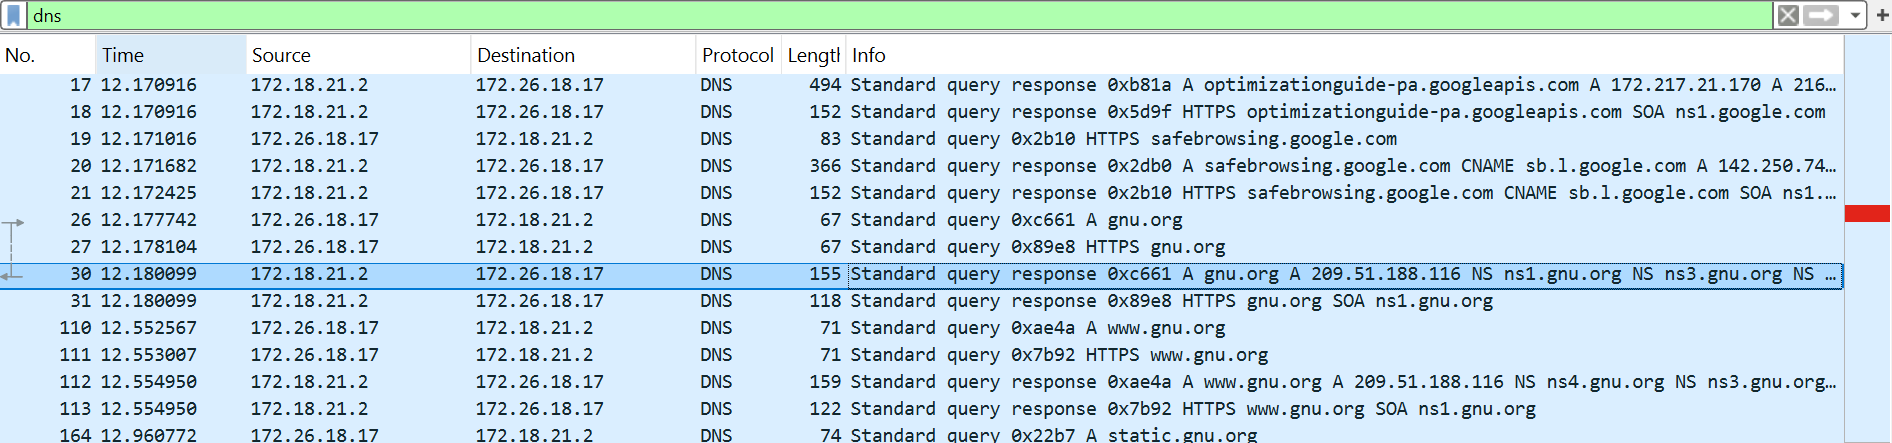 dns
No. Time Source Destination Protocol Lengtl Info
17 12.170916 172.18.21.2 172.26.18.17 DNS 494 Standard query response 0xb81a A optimizationguide-pa.googleapis.com A 172.217.21.170 A 216…
18 12.170916 172.18.21.2 172.26.18.17 DNS 152 Standard query response 0x5d9f HTTPS optimizationguide-pa.googleapis.com SOA ns1.google.com
19 12.171016 172.26.18.17 172.18.21.2 DNS 83 Standard query 0x2b10 HTTPS safebrowsing.google.com
20 12.171682 172.18.21.2 172.26.18.17 DNS 366 Standard query response 0x2db0 A safebrowsing.google.com CNAME sb.l.google.com A 142.250.74…
21 12.172425 172.18.21.2 172.26.18.17 DNS 152 Standard query response 0x2b10 HTTPS safebrowsing.google.com CNAME sb.l.google.com SOA ns1.…
26 12.177742 172.26.18.17 172.18.21.2 DNS 67 Standard query 0xc661 A gnu.org
27 12.178104 172.26.18.17 172.18.21.2 DNS 67 Standard query 0x89e8 HTTPS gnu.org
30 12.180099 172.18.21.2 172.26.18.17 DNS 155 Standard query response 0xc661 A gnu.org A 209.51.188.116 NS ns1.gnu.org NS ns3.gnu.org NS …
31 12.180099 172.18.21.2 172.26.18.17 DNS 118 Standard query response 0x89e8 HTTPS gnu.org SOA ns1.gnu.org
110 12.552567 172.26.18.17 172.18.21.2 DNS 71 Standard query 0xae4a A www.gnu.org
111 12.553007 172.26.18.17 172.18.21.2 DNS 71 Standard query 0x7b92 HTTPS www.gnu.org
112 12.554950 172.18.21.2 172.26.18.17 DNS 159 Standard query response 0xae4a A www.gnu.org A 209.51.188.116 NS ns4.gnu.org NS ns3.gnu.org…
113 12.554950 172.18.21.2 172.26.18.17 DNS 122 Standard query response 0x7b92 HTTPS www.gnu.org SOA ns1.gnu.org
164 12.960772 172.26.18.17 172.18.21.2 DNS 74 Standard query 0x22b7 A static.gnu.org